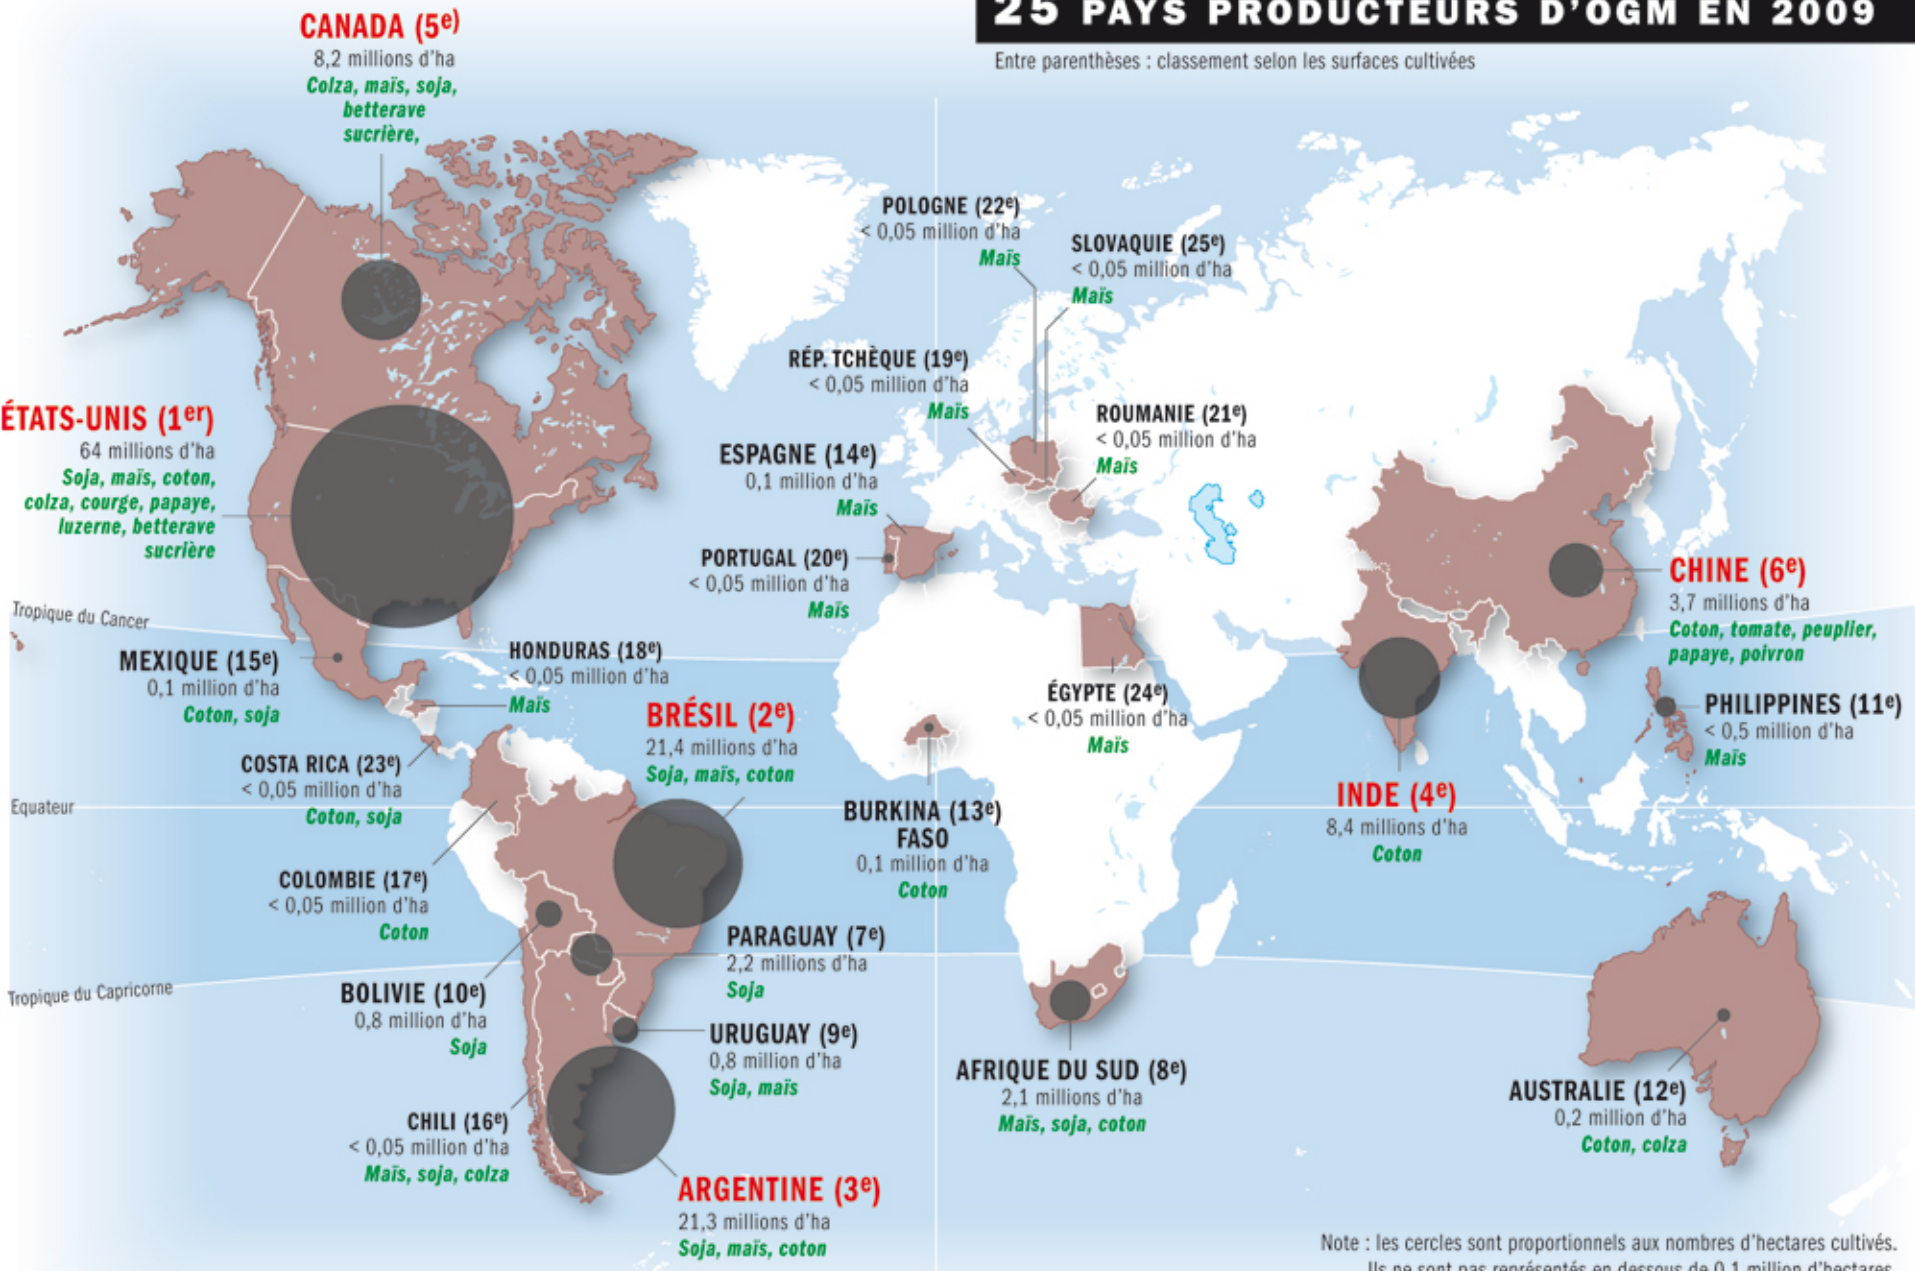 25 PAYS PRODUCTEURS D'OGM EN 2009
Entre parenthèses : classement selon les surfaces cultivées
CANADA (5e)
8,2 millions d'ha
Colza, maïs, soja,
betterave
sucrière,
POLOGNE (22e)
< 0,05 million d'ha
Maïs
SLOVAQUIE (25e)
< 0,05 million d'ha
Maïs
RÉP. TCHÈQUE (19e)
< 0,05 million d'ha
Maïs
ROUMANIE (21e)
< 0,05 million d'ha
Maïs
ÉTATS-UNIS (1er)
64 millions d'ha
Soja, maïs, coton,
colza, courge, papaye,
luzerne, betterave
sucrière
ESPAGNE (14e)
0,1 million d'ha
Maïs
PORTUGAL (20e)
< 0,05 million d'ha
Maïs
CHINE (6e)
3,7 millions d'ha
Coton, tomate, peuplier,
papaye, poivron
Tropique du Cancer
MEXIQUE (15e)
0,1 million d'ha
Coton, soja
HONDURAS (18e)
< 0,05 million d'ha
Maïs
BRÉSIL (2e)
21,4 millions d'ha
Soja, maïs, coton
ÉGYPTE (24e)
< 0,05 million d'ha
Maïs
PHILIPPINES (11e)
< 0,5 million d'ha
Maïs
COSTA RICA (23e)
< 0,05 million d'ha
Coton, soja
Equateur
BURKINA (13e)
FASO
0,1 million d'ha
Coton
INDE (4e)
8,4 millions d'ha
Coton
COLOMBIE (17e)
< 0,05 million d'ha
Coton
PARAGUAY (7e)
2,2 millions d'ha
Soja
Tropique du Capricorne
BOLIVIE (10e)
0,8 million d'ha
Soja
URUGUAY (9e)
0,8 million d'ha
Soja, maïs
AFRIQUE DU SUD (8e)
2,1 millions d'ha
Maïs, soja, coton
AUSTRALIE (12e)
0,2 million d'ha
Coton, colza
CHILI (16e)
< 0,05 million d'ha
Maïs, soja, colza
ARGENTINE (3e)
21,3 millions d'ha
Soja, maïs, coton
Note : les cercles sont proportionnels aux nombres d'hectares cultivés.
Ils ne sont pas représentés en dessous de 0,1 million d'hectares.